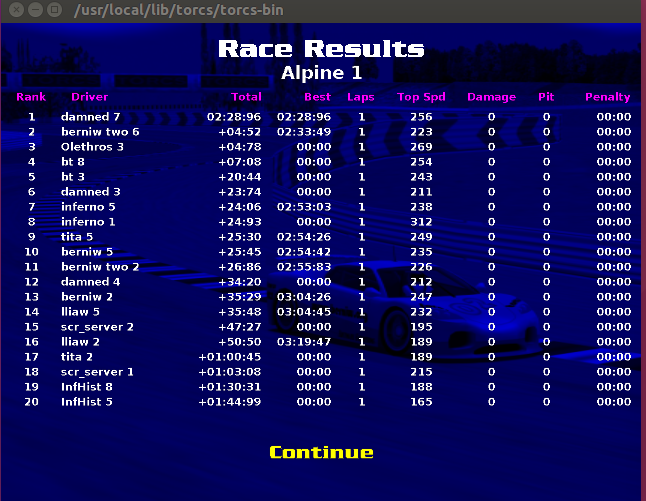 /usr/local/lib/torcs/torcs-bin
Race Results
Alpine 1
Rank Driver Total Best Laps Top Spd Damage Pit Penalty
1 damned 7 02:28:96 02:28:96 1 256 0 0 00:00
2 berniw two 6 +04:52 02:33:49 1 223 0 0 00:00
3 Olethros 3 +04:78 00:00 1 269 0 0 00:00
4 bt 8 +07:08 00:00 1 254 0 0 00:00
5 bt 3 +20:44 00:00 1 243 0 0 00:00
6 damned 3 +23:74 00:00 1 211 0 0 00:00
7 inferno 5 +24:06 02:53:03 1 238 0 0 00:00
8 inferno 1 +24:93 00:00 1 312 0 0 00:00
9 tita 5 +25:30 02:54:26 1 249 0 0 00:00
10 berniw 5 +25:45 02:54:42 1 235 0 0 00:00
11 berniw two 2 +26:86 02:55:83 1 226 0 0 00:00
12 damned 4 +34:20 00:00 1 212 0 0 00:00
13 berniw 2 +35:29 03:04:26 1 247 0 0 00:00
14 lliaw 5 +35:48 03:04:45 1 232 0 0 00:00
15 scr_server 2 +47:27 00:00 1 195 0 0 00:00
16 lliaw 2 +50:50 03:19:47 1 189 0 0 00:00
17 tita 2 +01:00:45 00:00 1 189 0 0 00:00
18 scr_server 1 +01:03:08 00:00 1 215 0 0 00:00
19 InfHist 8 +01:30:31 00:00 1 188 0 0 00:00
20 InfHist 5 +01:44:99 00:00 1 165 0 0 00:00
Continue